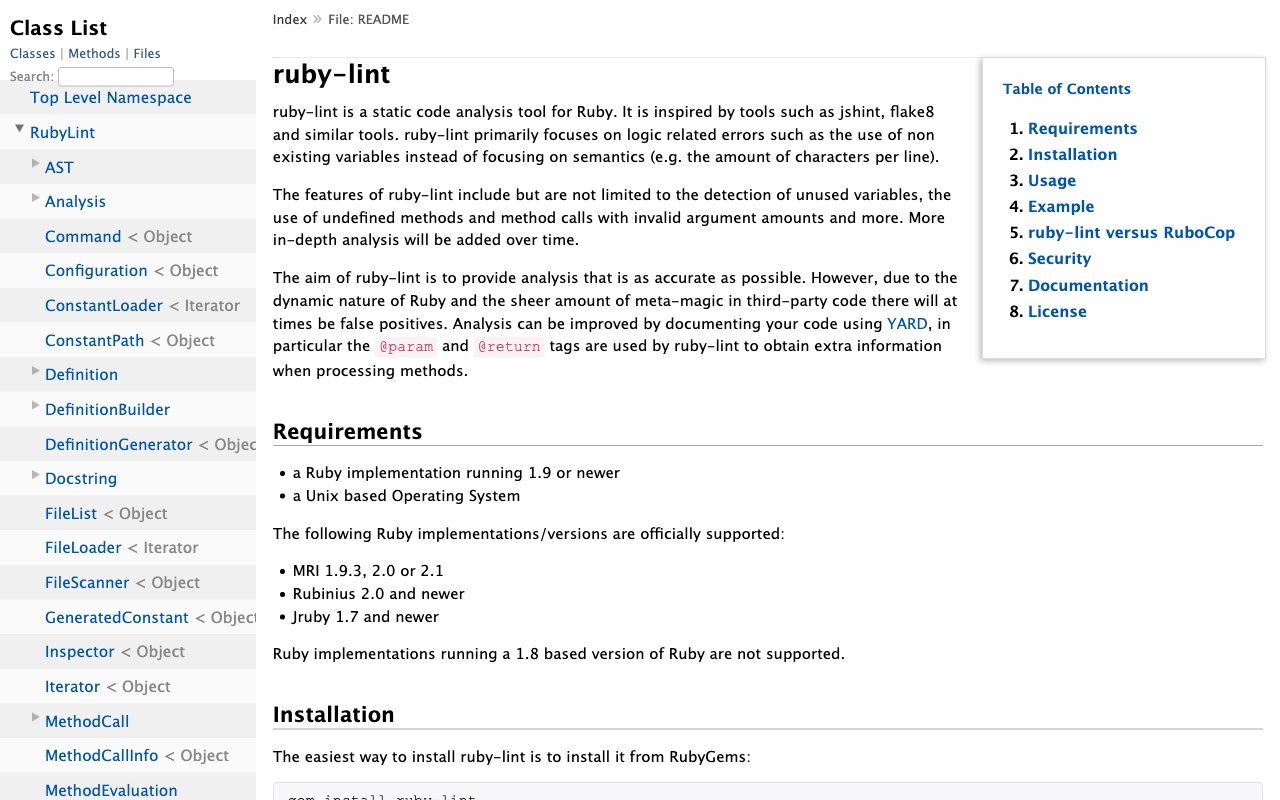 Class List
Classes | Methods | Files
Search:
Top Level Namespace
RubyLint
AST
Analysis
Command < Object
Configuration < Object
ConstantLoader < Iterator
ConstantPath < Object
Definition
DefinitionBuilder
DefinitionGenerator < Objec
Docstring
FileList < Object
FileLoader < Iterator
FileScanner < Object
GeneratedConstant < Object
Inspector < Object
Iterator < Object
MethodCall
MethodCallInfo < Object
MethodEvaluation
Index » File: README
ruby-lint
ruby-lint is a static code analysis tool for Ruby. It is inspired by tools such as jshint, flake8
and similar tools. ruby-lint primarily focuses on logic related errors such as the use of non
existing variables instead of focusing on semantics (e.g. the amount of characters per line).
The features of ruby-lint include but are not limited to the detection of unused variables, the
use of undefined methods and method calls with invalid argument amounts and more. More
in-depth analysis will be added over time.
The aim of ruby-lint is to provide analysis that is as accurate as possible. However, due to the
dynamic nature of Ruby and the sheer amount of meta-magic in third-party code there will at
times be false positives. Analysis can be improved by documenting your code using YARD, in
particular the @param and @return tags are used by ruby-lint to obtain extra information
when processing methods.
Table of Contents
1. Requirements
2. Installation
3. Usage
4. Example
5. ruby-lint versus RuboCop
6. Security
7. Documentation
8. License
Requirements
• a Ruby implementation running 1.9 or newer
• a Unix based Operating System
The following Ruby implementations/versions are officially supported:
• MRI 1.9.3, 2.0 or 2.1
• Rubinius 2.0 and newer
• Jruby 1.7 and newer
Ruby implementations running a 1.8 based version of Ruby are not supported.
Installation
The easiest way to install ruby-lint is to install it from RubyGems:
gem install ruby-lint